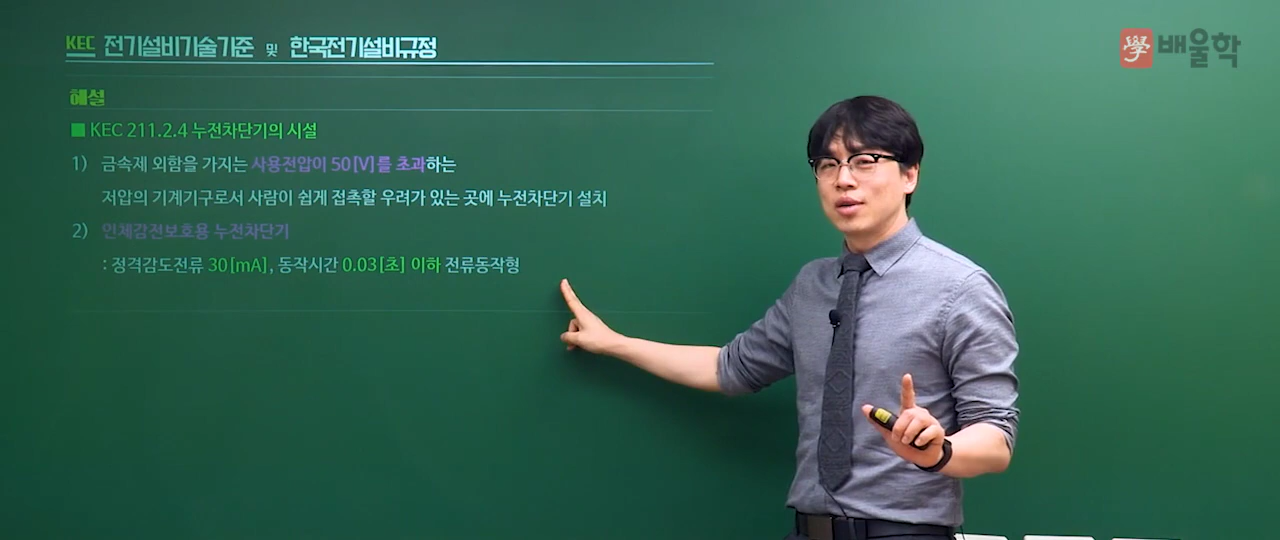 KEC 전기설비기술기준 및 한국전기설비규정
學 배울학
해설
■ KEC 211.2.4 누전차단기의 시설
1) 금속제 외함을 가지는 사용전압이 50[V]를 초과하는
저압의 기계기구로서 사람이 쉽게 접촉할 우려가 있는 곳에 누전차단기 설치
2) 인체감전보호용 누전차단기
: 정격감도전류 30[mA], 동작시간 0.03[초] 이하 전류동작형